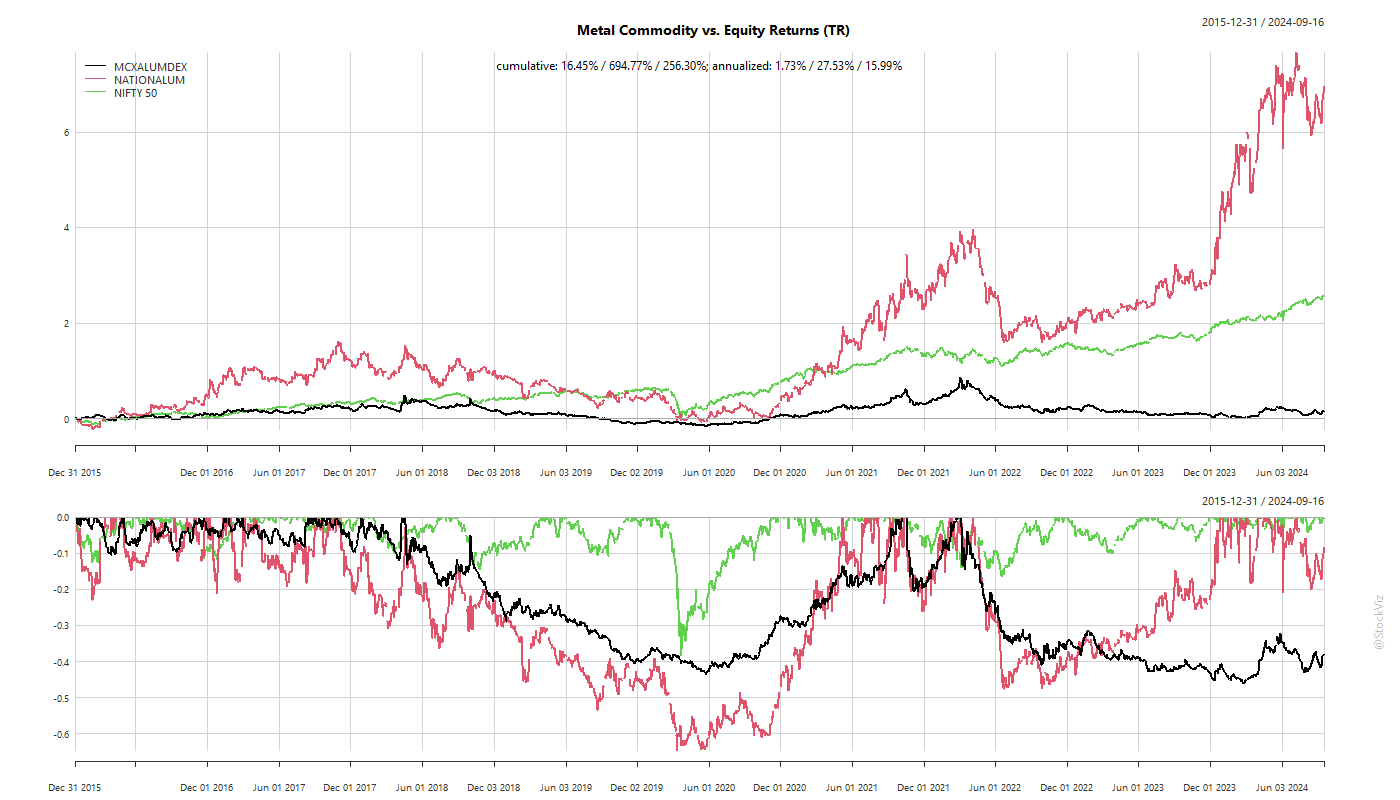 Metal Commodity vs. Equity Returns (TR)
2015-12-31 / 2024-09-16
cumulative: 16.45% / 694.77% / 256.30%; annualized: 1.73% / 27.53% / 15.99%
MCXALUMDEX
NATIONALUM
NIFTY 50
6
4
2
0
Dec 31 2015 Dec 01 2016 Jun 01 2017 Dec 01 2017 Jun 01 2018 Dec 03 2018 Jun 03 2019 Dec 02 2019 Jun 01 2020 Dec 01 2020 Jun 01 2021 Dec 01 2021 Jun 01 2022 Dec 01 2022 Jun 01 2023 Dec 01 2023 Jun 03 2024
2015-12-31 / 2024-09-16
0.0
-0.1
-0.2
-0.3
-0.4
-0.5
-0.6
Dec 31 2015 Dec 01 2016 Jun 01 2017 Dec 01 2017 Jun 01 2018 Dec 03 2018 Jun 03 2019 Dec 02 2019 Jun 01 2020 Dec 01 2020 Jun 01 2021 Dec 01 2021 Jun 01 2022 Dec 01 2022 Jun 01 2023 Dec 01 2023 Jun 03 2024
@StockViz